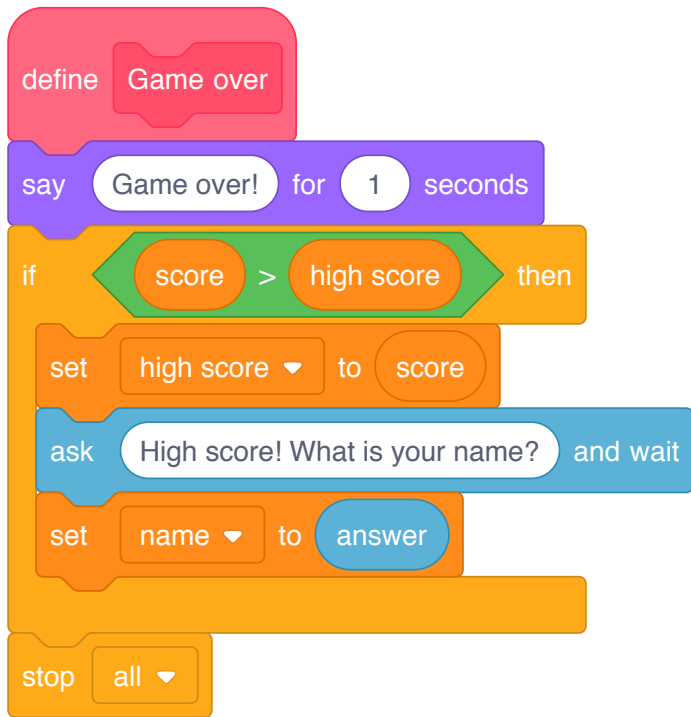 define Game over
say Game over! for 1 seconds
if score > high score then
set high score to score
ask High score! What is your name? and wait
set name to answer
stop all